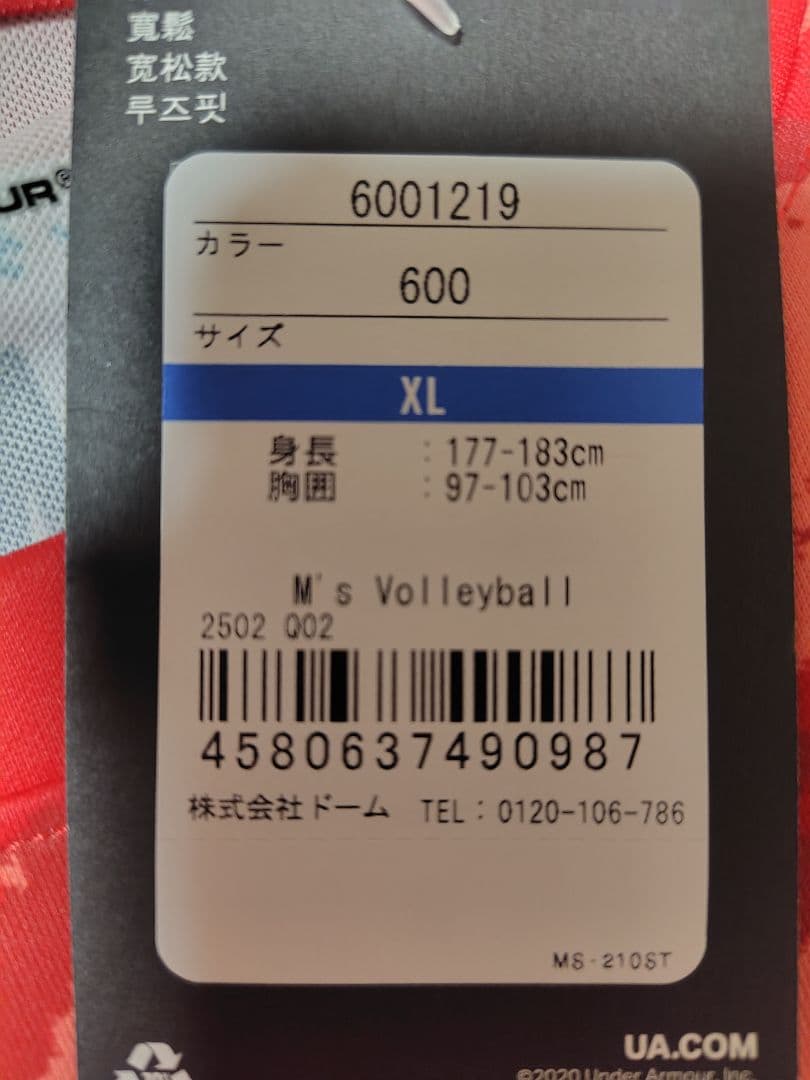 寬鬆
宽松款
루즈핏
UR
6001219
カラー
600
サイズ
XL
身長 : 177-183cm
胸囲 : 97-103cm
M's Volleyball
2502 Q02
4580637490987
株式会社ドーム TEL: 0120-106-786
MS-210ST
UA.COM
©2020 Under Armour, Inc.